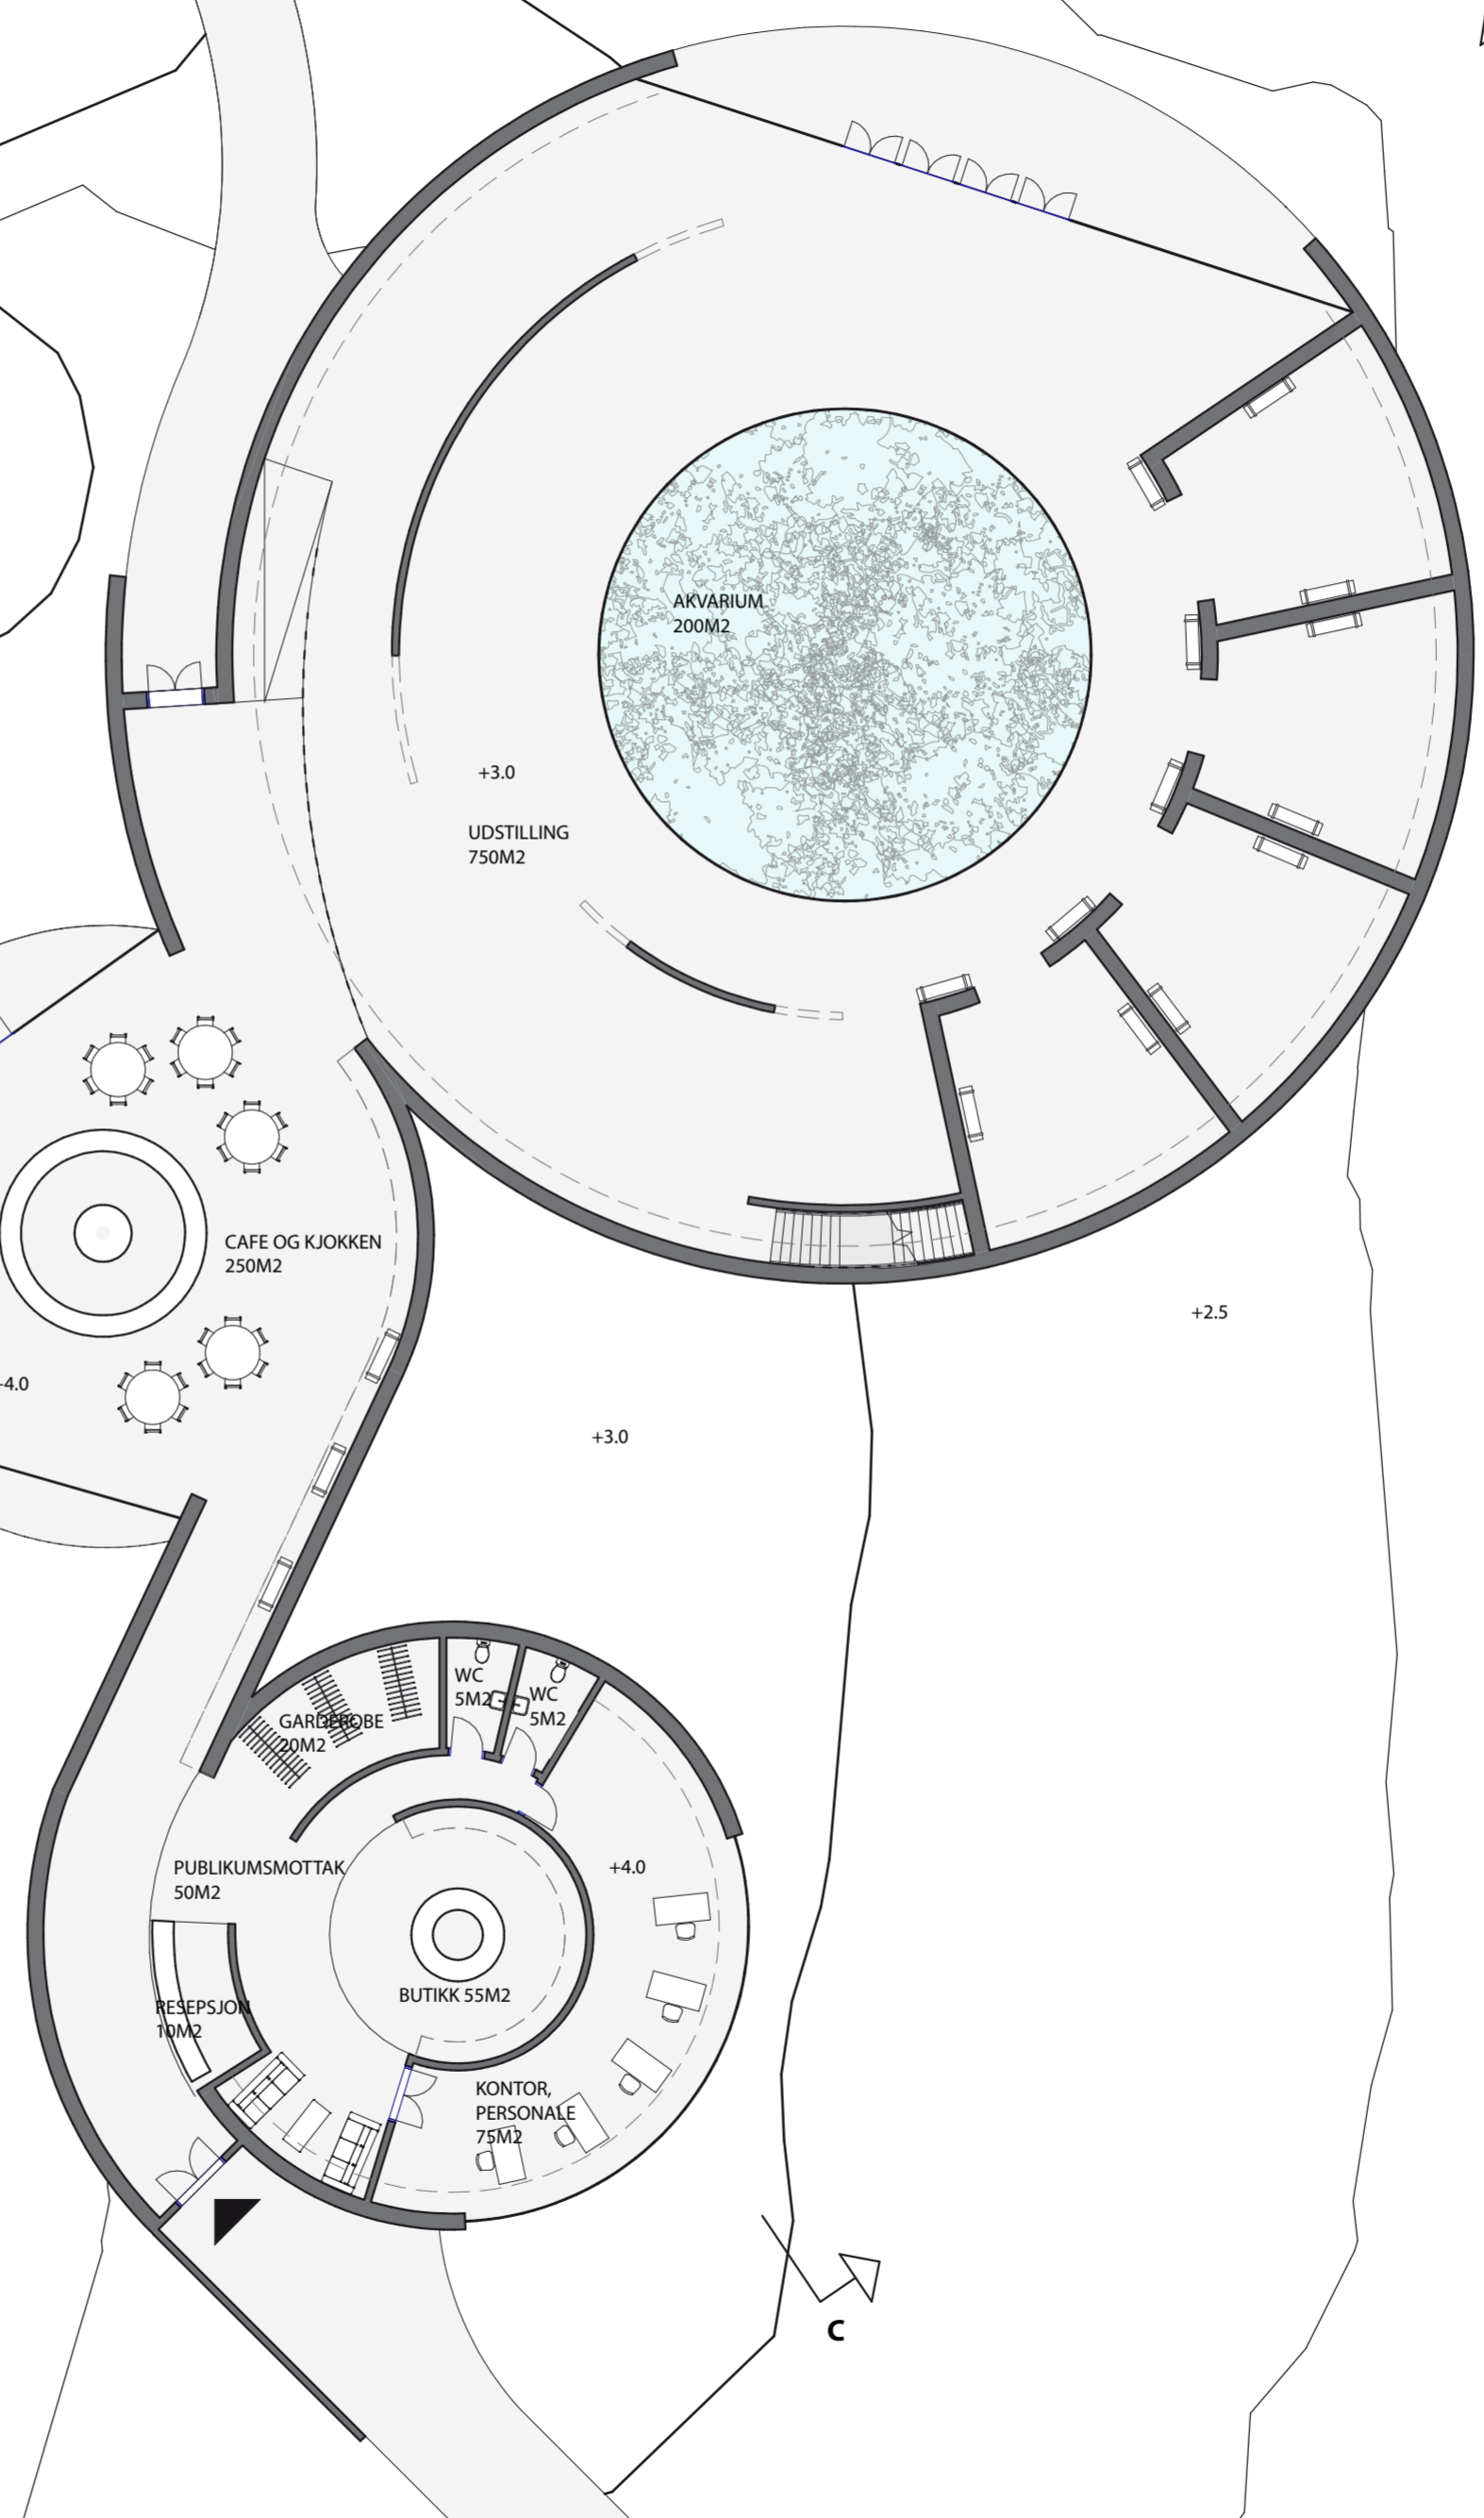 AKVARIUM
200M2
+3.0
UDSTILLING
750M2
CAFE OG KJOKKEN
250M2
+2.5
-4.0
+3.0
WC
5M2
WC
5M2
GARDEROBE
20M2
PUBLIKUMSMOTTAK
50M2
+4.0
BUTIKK 55M2
RESEPSJON
10M2
KONTOR,
PERSONALE
75M2
C